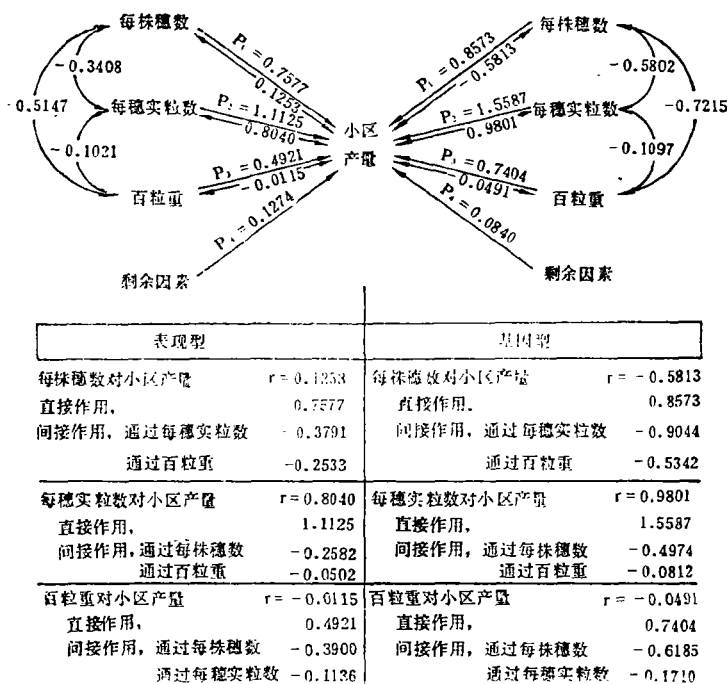 每株穗数
每株穗数
P₁=0.7577
0.1253
P₁=0.8573
-0.5813
-0.3408
-0.5802
-0.5147
每穗实粒数
P₂=1.1125
0.8040
小区
产量
P₂=1.5587
0.9801
每穗实粒数
-0.7215
-0.1021
-0.1097
P₃=0.4921
-0.0115
P₃=0.7404
-0.0491
百粒重
百粒重
P₄=0.1274
P₄=0.0840
剩余因素
剩余因素
表现型 基因型
每株穗数对小区产量 r=0.1253 每株穗数对小区产量 r=-0.5813
直接作用, 0.7577 直接作用. 0.8573
间接作用, 通过每穗实粒数 -0.3791 间接作用, 通过每穗实粒数 -0.9044
通过百粒重 -0.2533 通过百粒重 -0.5342
每穗实粒数对小区产量 r=0.8040 每穗实粒数对小区产量 r=0.9801
直接作用, 1.1125 直接作用, 1.5587
间接作用,通过每株穗数 -0.2582 间接作用, 通过每株穗数 -0.4974
通过百粒重 -0.0502 通过百粒重 -0.0812
百粒重对小区产量 r=-0.0115 百粒重对小区产量 r=-0.0491
直接作用, 0.4921 直接作用, 0.7404
间接作用, 通过每株穗数 -0.3900 间接作用, 通过每株穗数 -0.6185
通过每穗实粒数 -0.1136 通过每穗实粒数 -0.1710